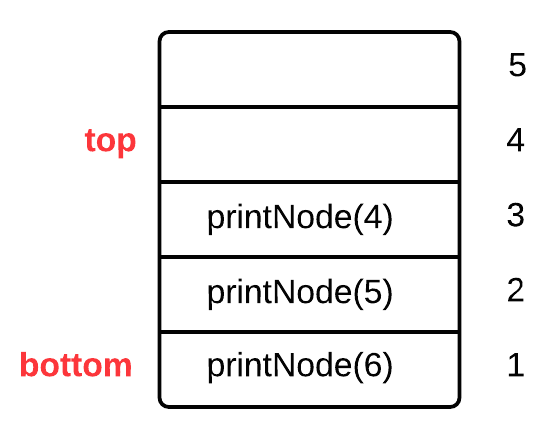 5
top 4
printNode(4) 3
printNode(5) 2
bottom printNode(6) 1